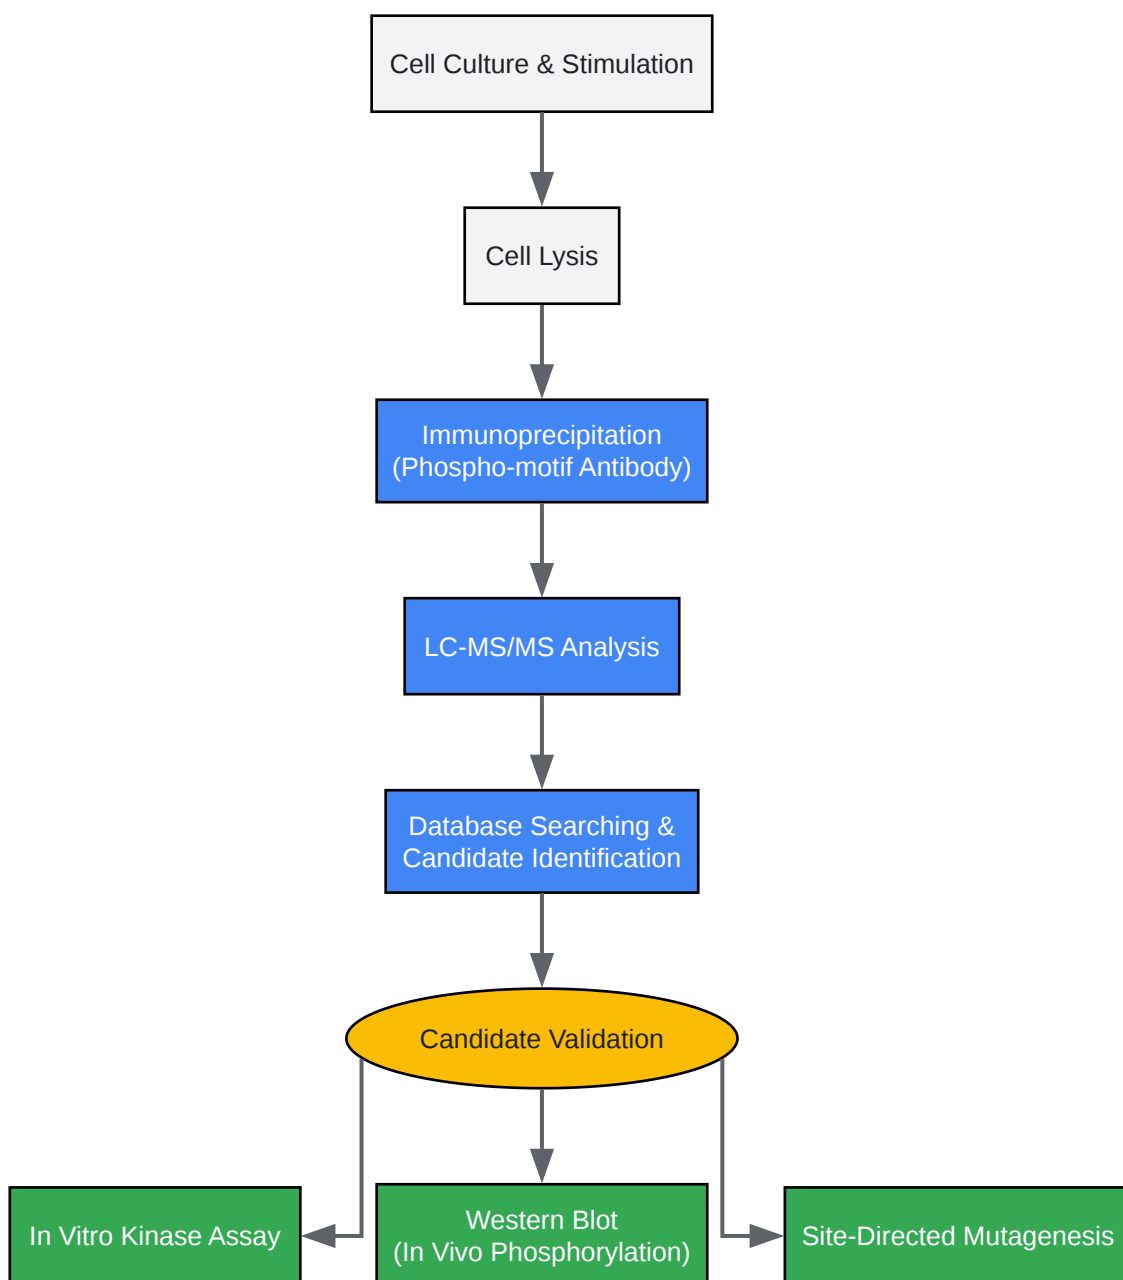 Cell Culture & Stimulation
Cell Lysis
Immunoprecipitation
(Phospho-motif Antibody)
LC-MS/MS Analysis
Database Searching &
Candidate Identification
Candidate Validation
In Vitro Kinase Assay
Western Blot
(In Vivo Phosphorylation)
Site-Directed Mutagenesis